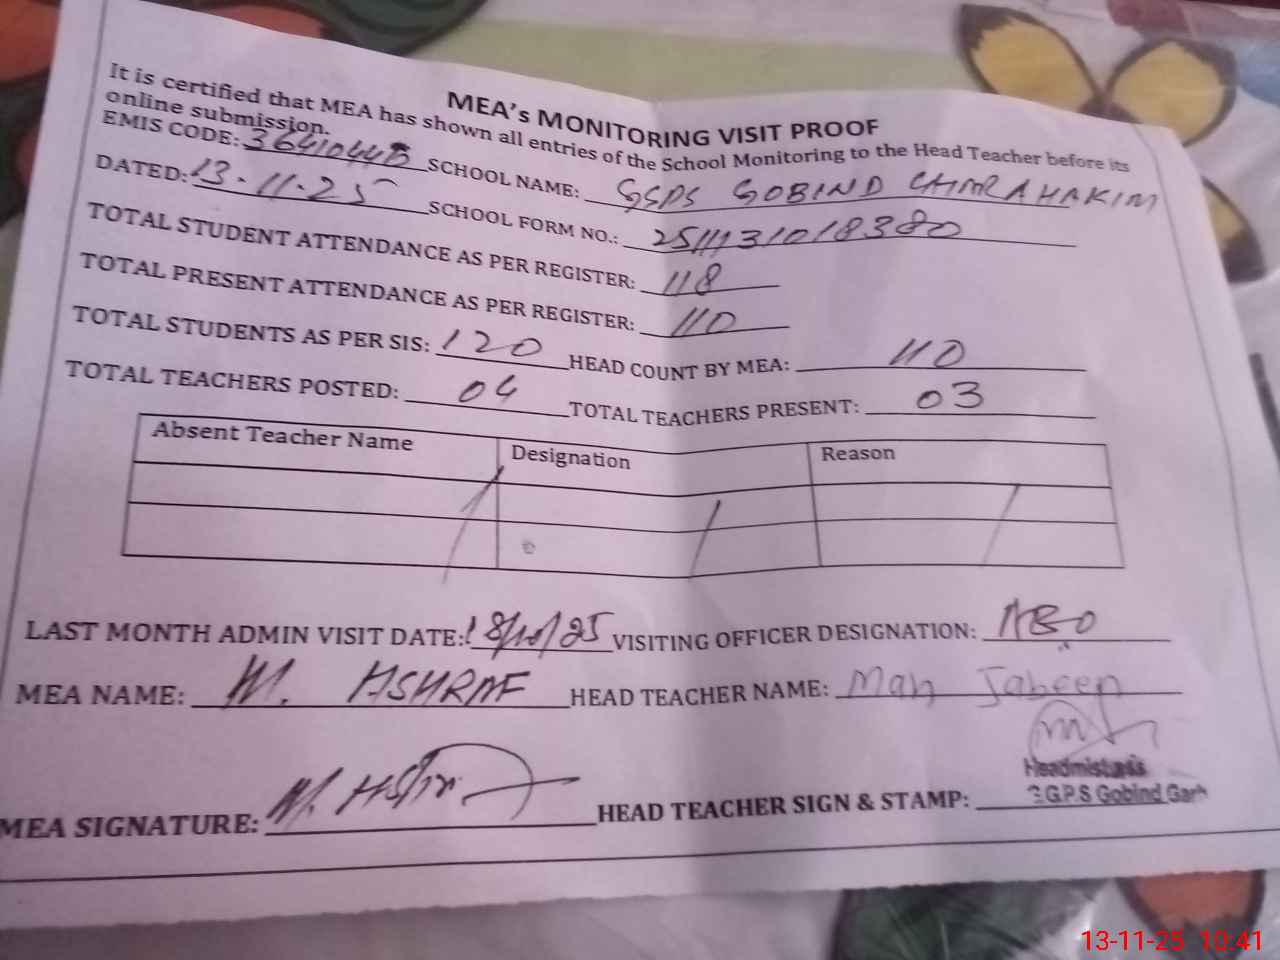 MEA's MONITORING VISIT PROOF
It is certified that MEA has shown all entries of the School Monitoring to the Head Teacher before its
online submission.
EMIS CODE: SCHOOL NAME: GGPS GOBIND
DATED: 13.11.25 SCHOOL FORM NO.: 2511131018380
TOTAL STUDENT ATTENDANCE AS PER REGISTER: 118
TOTAL PRESENT ATTENDANCE AS PER REGISTER: 110
TOTAL STUDENTS AS PER SIS: 120 HEAD COUNT BY MEA: 110
TOTAL TEACHERS POSTED: 04 TOTAL TEACHERS PRESENT: 03
Absent Teacher Name Designation Reason
LAST MONTH ADMIN VISIT DATE: 18/10/25 VISITING OFFICER DESIGNATION: AEO
MEA NAME: M. ASHRAF HEAD TEACHER NAME: Mah Jabeen
Headmistress
MEA SIGNATURE: HEAD TEACHER SIGN & STAMP: G.G.P.S Gobind Garh
13-11-25 10:41